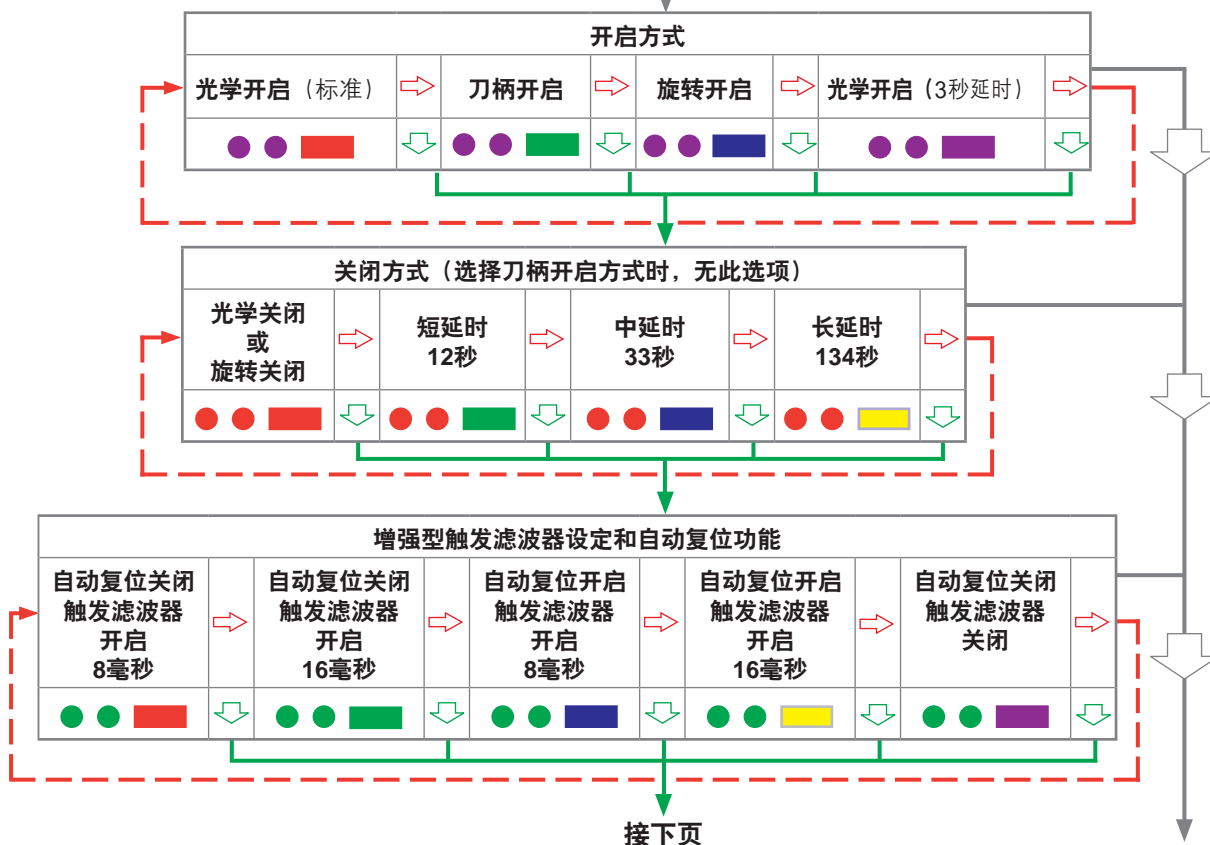 开启方式
光学开启（标准）
刀柄开启
旋转开启
光学开启（3秒延时）
关闭方式（选择刀柄开启方式时，无此选项）
光学关闭
或
旋转关闭
短延时
12秒
中延时
33秒
长延时
134秒
增强型触发滤波器设定和自动复位功能
自动复位关闭
触发滤波器
开启
8毫秒
自动复位关闭
触发滤波器
开启
16毫秒
自动复位开启
触发滤波器
开启
8毫秒
自动复位开启
触发滤波器
开启
16毫秒
自动复位关闭
触发滤波器
关闭
接下页